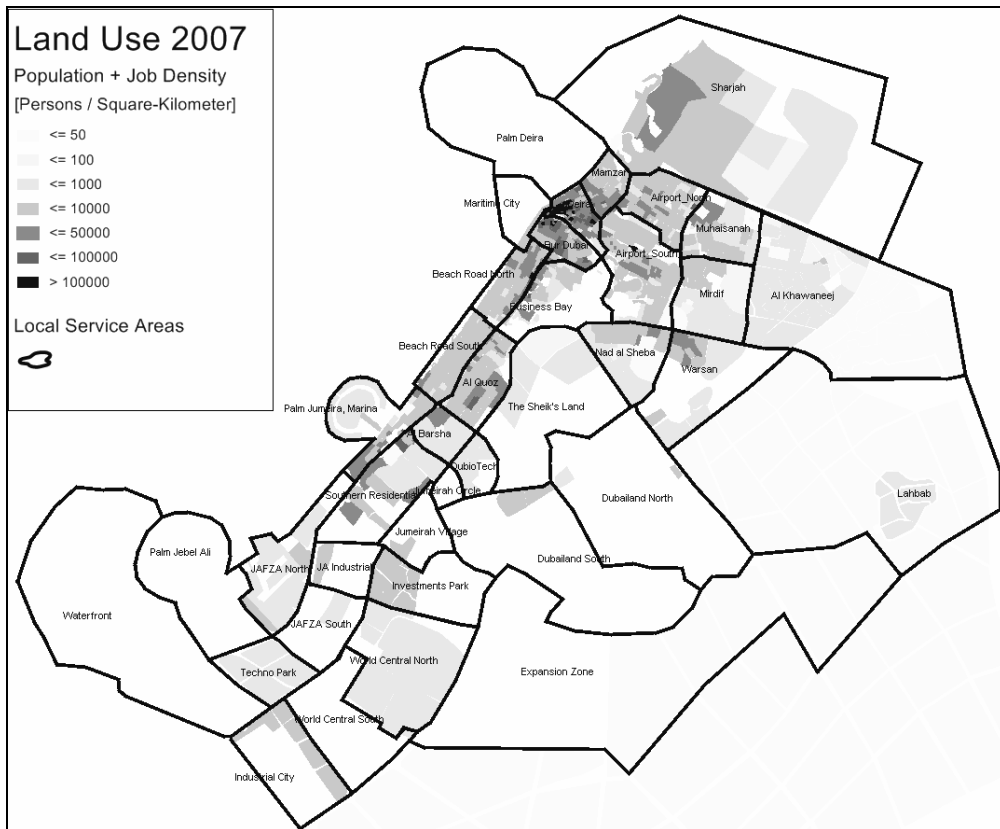 Land Use 2007
Population + Job Density
[Persons / Square-Kilometer]
<= 50
<= 100
<= 1000
<= 10000
<= 50000
<= 100000
> 100000
Local Service Areas
Sharjah
Palm Deira
Mamzar
Maritime City
Airport_North
Deira
Muhaisanah
Bur Dubai
Airport_South
Beach Road North
Mirdif
Al Khawaneej
Business Bay
Beach Road South
Nad al Sheba
Warsan
Al Quoz
Palm Jumeira, Marina
The Sheik's Land
Al Barsha
DubioTech
Jumeirah Circle
Southern Residential
Dubailand North
Lahbab
Jumeirah Village
Palm Jebel Ali
Dubailand South
JAFZA North
JA Industrial
Investments Park
Waterfront
JAFZA South
World Central North
Techno Park
Expansion Zone
World Central South
Industrial City